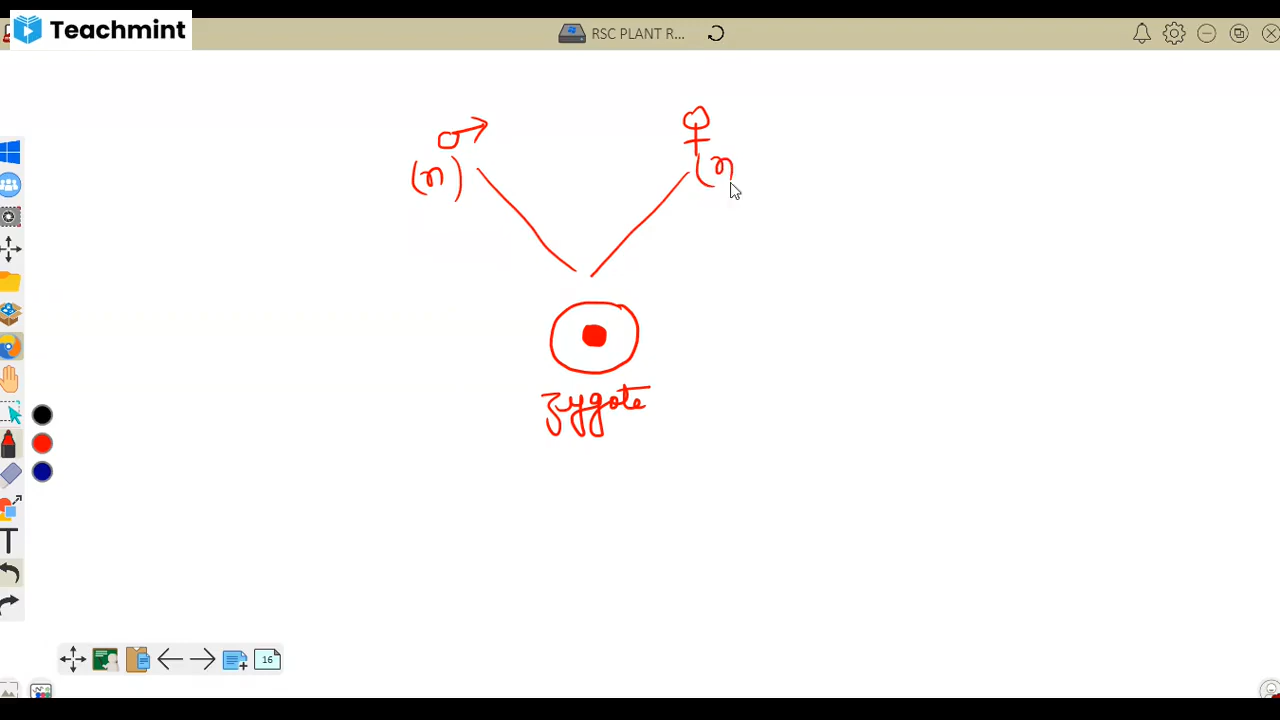 Teachmint
RSC PLANT R...
♂ ♀
(n) (n
zygote
T
16